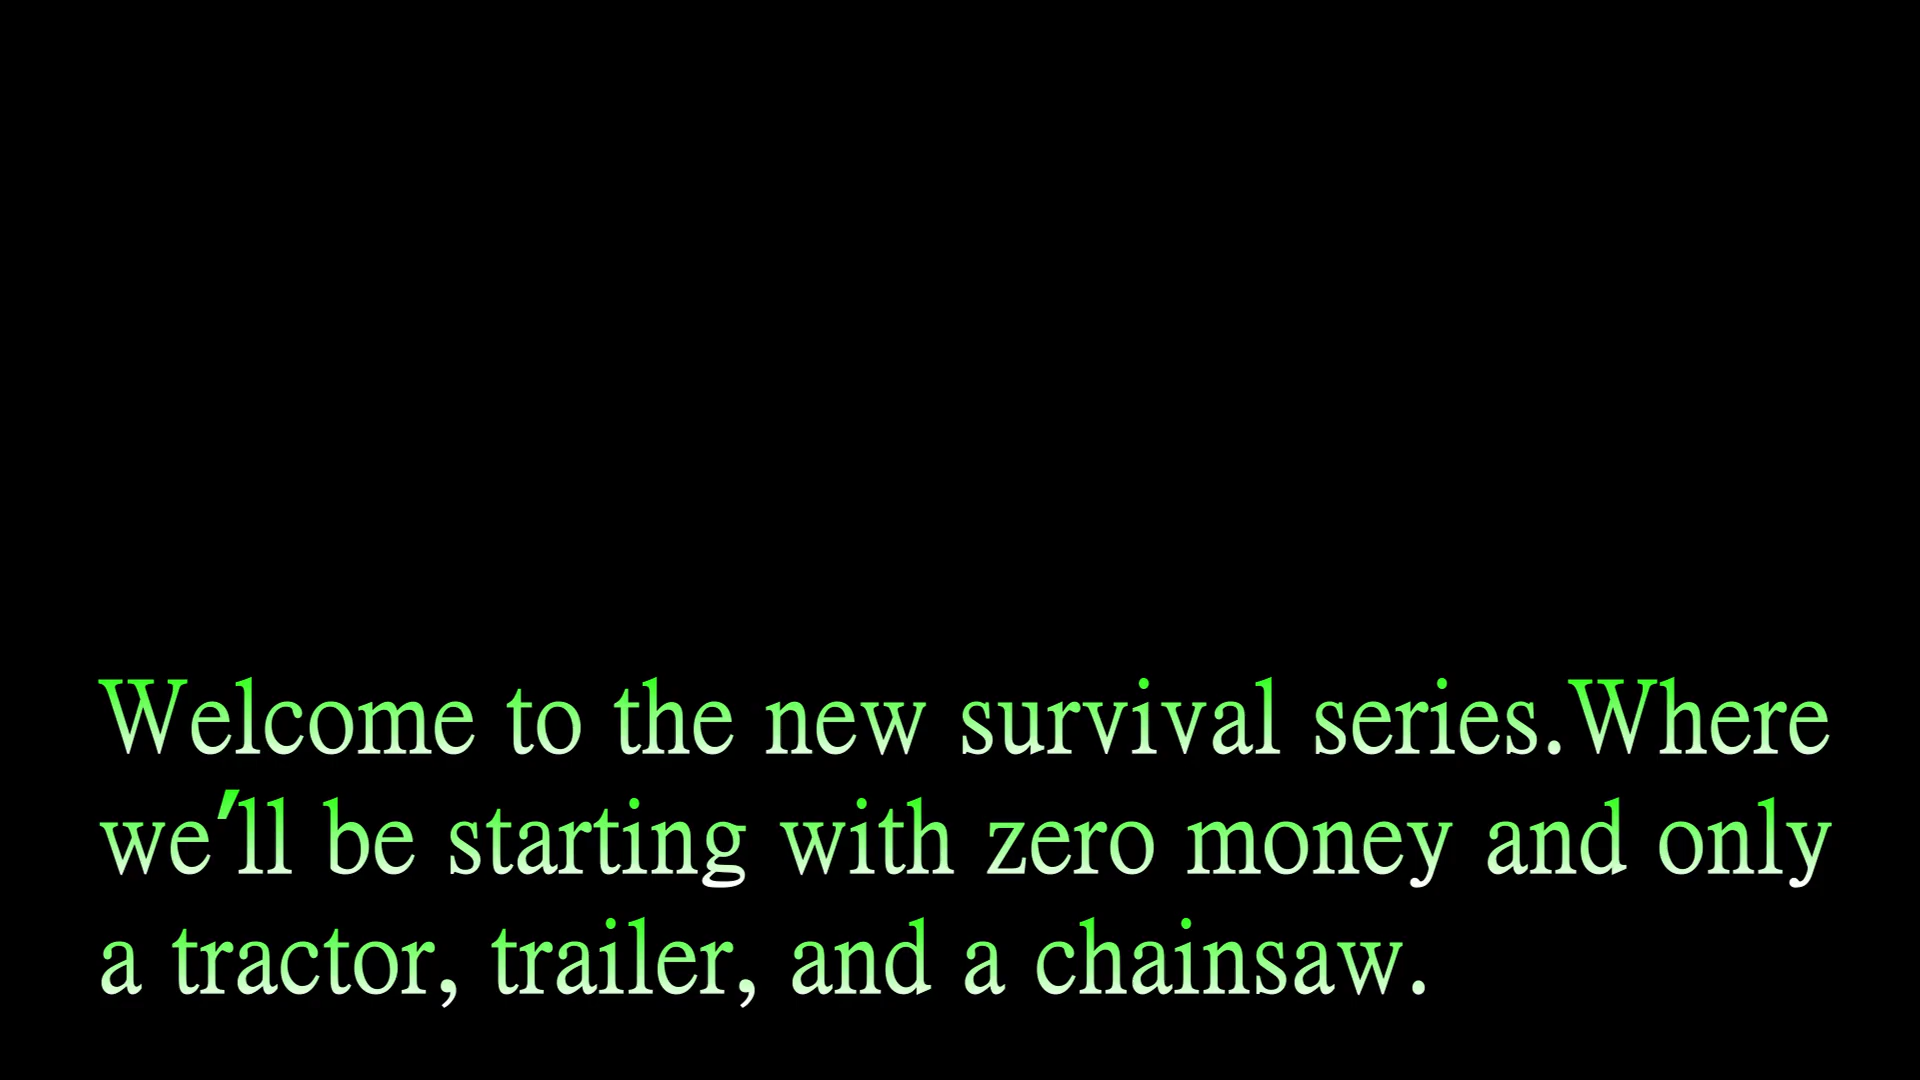 Welcome to the new survival series.Where
we'll be starting with zero money and only
a tractor, trailer, and a chainsaw.